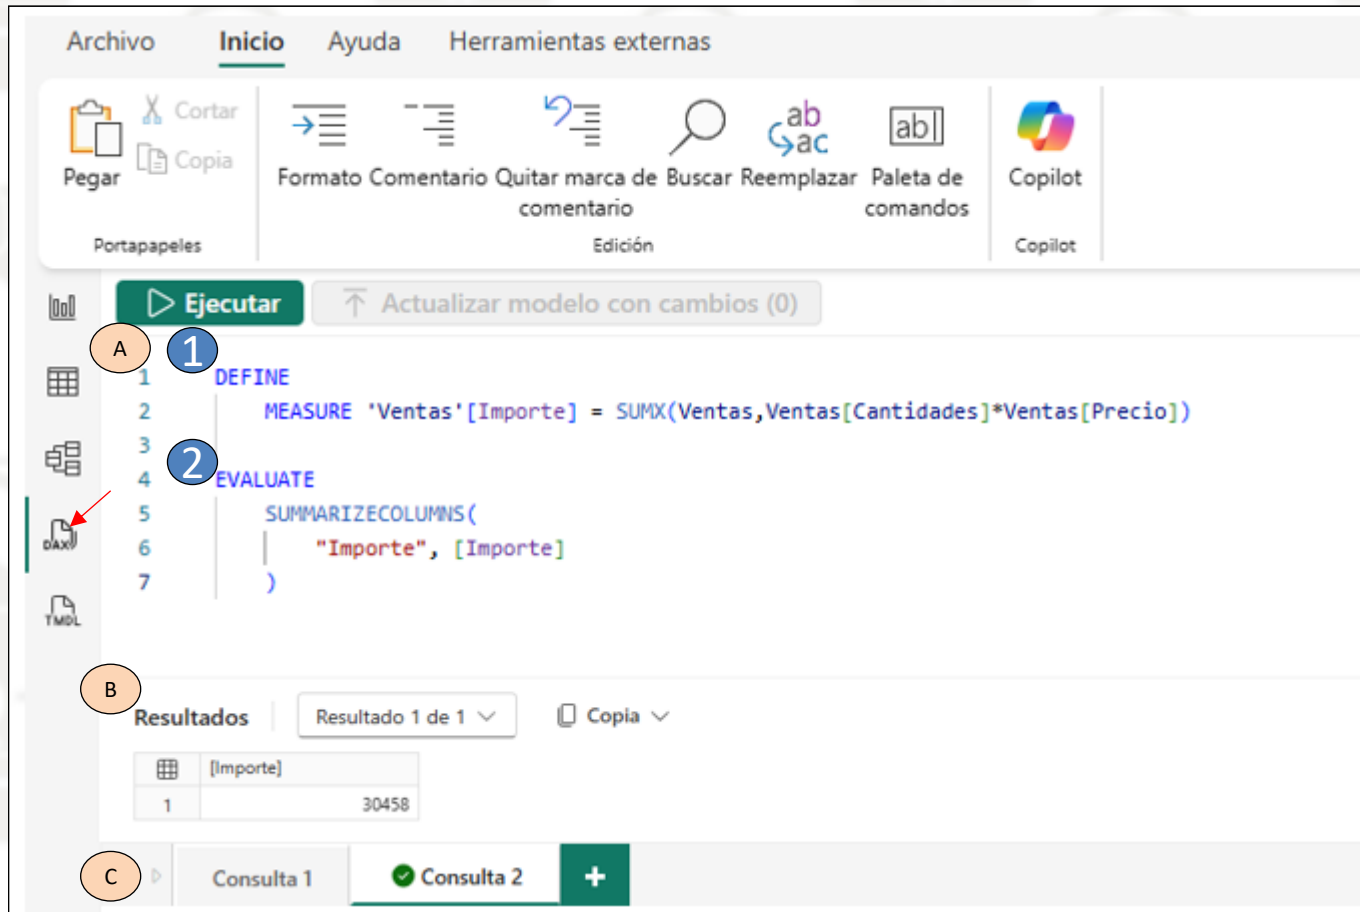 Archivo Inicio Ayuda Herramientas externas
Pegar
Cortar
Copia
Portapapeles
Formato Comentario Quitar marca de comentario Buscar Reemplazar Paleta de comandos
ab
ac
ab
Edición
Copilot
Copilot
Ejecutar Actualizar modelo con cambios (0)
A 1
1 DEFINE
2 MEASURE 'Ventas'[Importe] = SUMX(Ventas,Ventas[Cantidades]*Ventas[Precio])
3
2
4 EVALUATE
5 SUMMARIZECOLUMNS(
6 "Importe", [Importe]
7 )
DAX
TMDL
B
Resultados Resultado 1 de 1 Copia
[Importe]
1 30458
C Consulta 1 Consulta 2 +